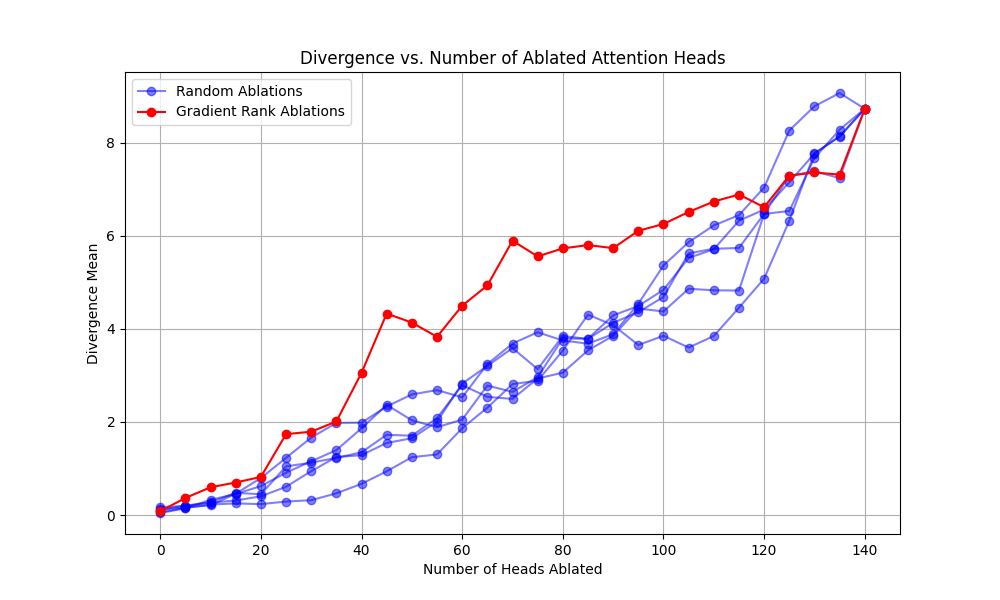 Divergence vs. Number of Ablated Attention Heads
Random Ablations
Gradient Rank Ablations
Divergence Mean
8
6
4
2
0
0 20 40 60 80 100 120 140
Number of Heads Ablated